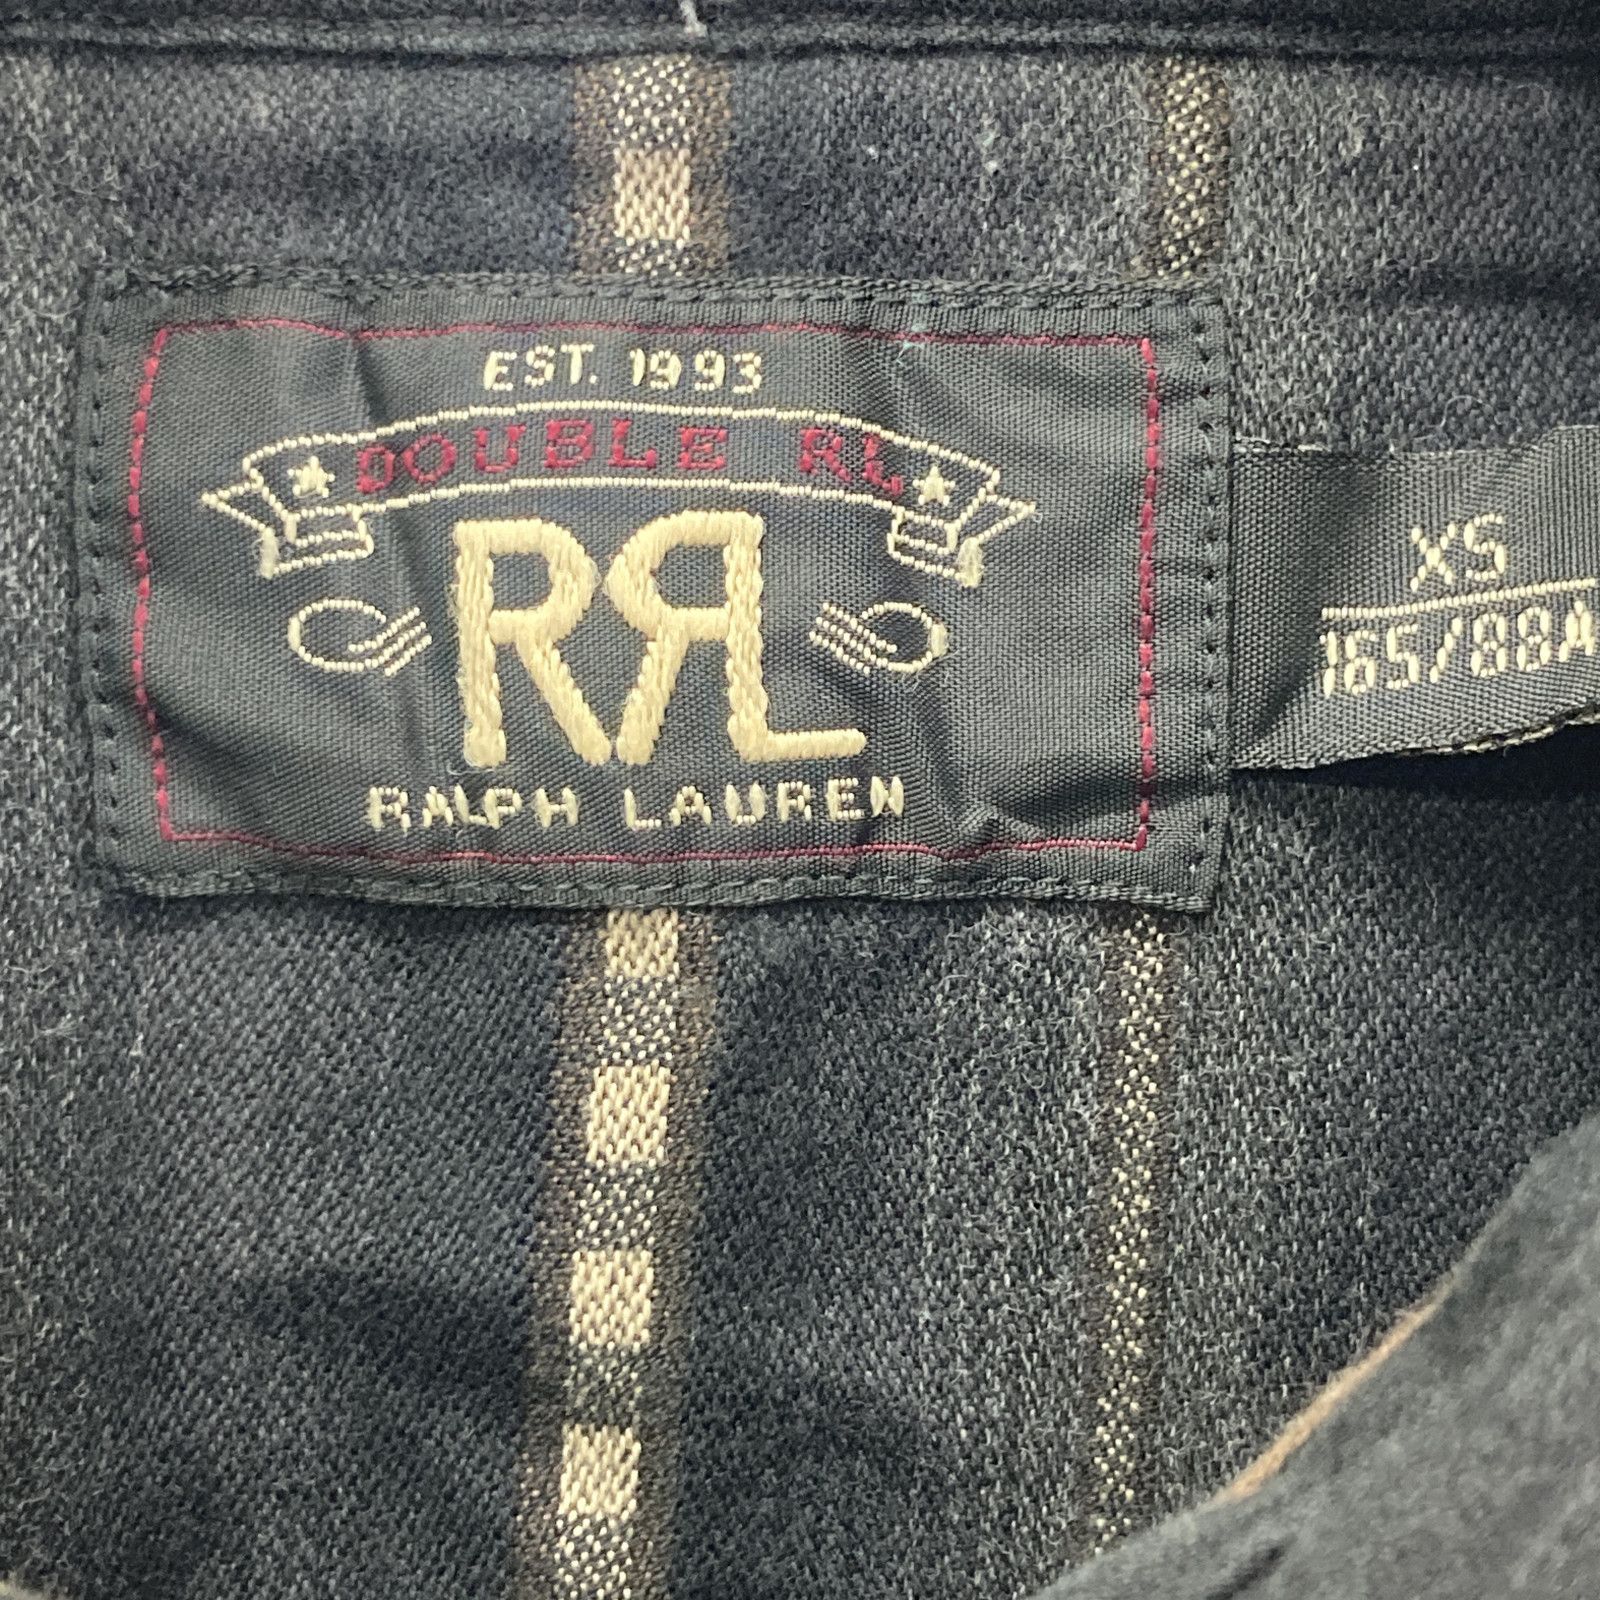 EST. 1993
DOUBLE RL
RRL
RALPH LAUREN
XS
165/88A